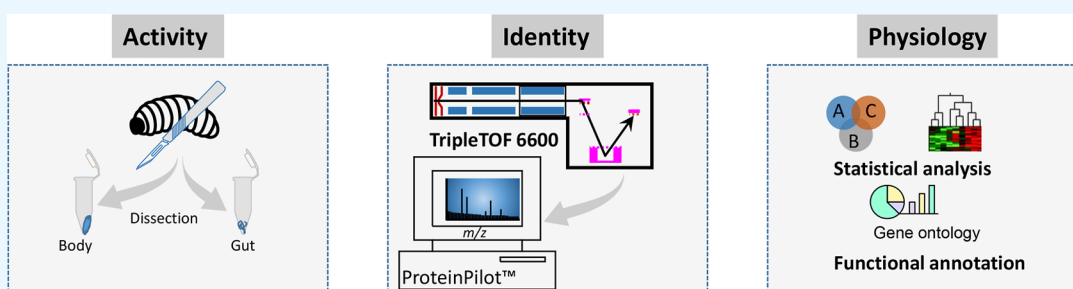 Activity
Dissection
Body
Gut
Identity
TripleTOF 6600
m/z
ProteinPilot™
Physiology
A
C
B
Statistical analysis
Gene ontology
Functional annotation